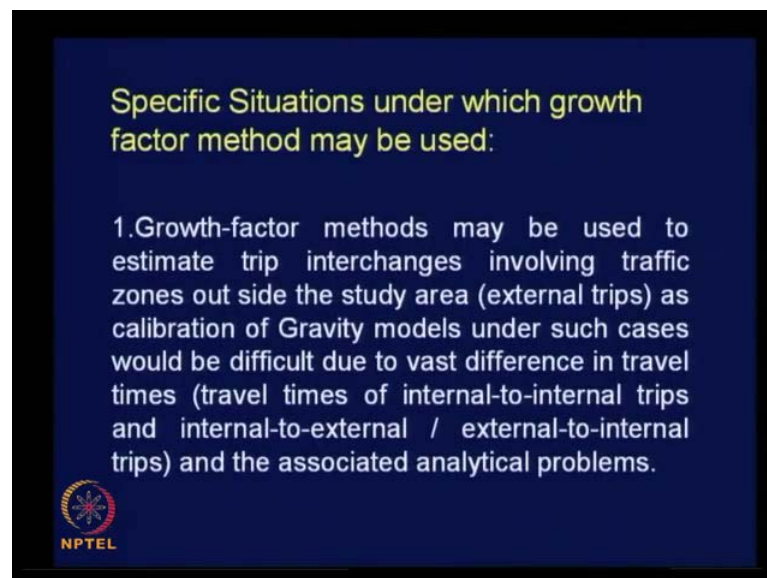 Specific Situations under which growth
factor method may be used:
1.Growth-factor methods may be used to
estimate trip interchanges involving traffic
zones out side the study area (external trips) as
calibration of Gravity models under such cases
would be difficult due to vast difference in travel
times (travel times of internal-to-internal trips
and internal-to-external / external-to-internal
trips) and the associated analytical problems.
NPTEL